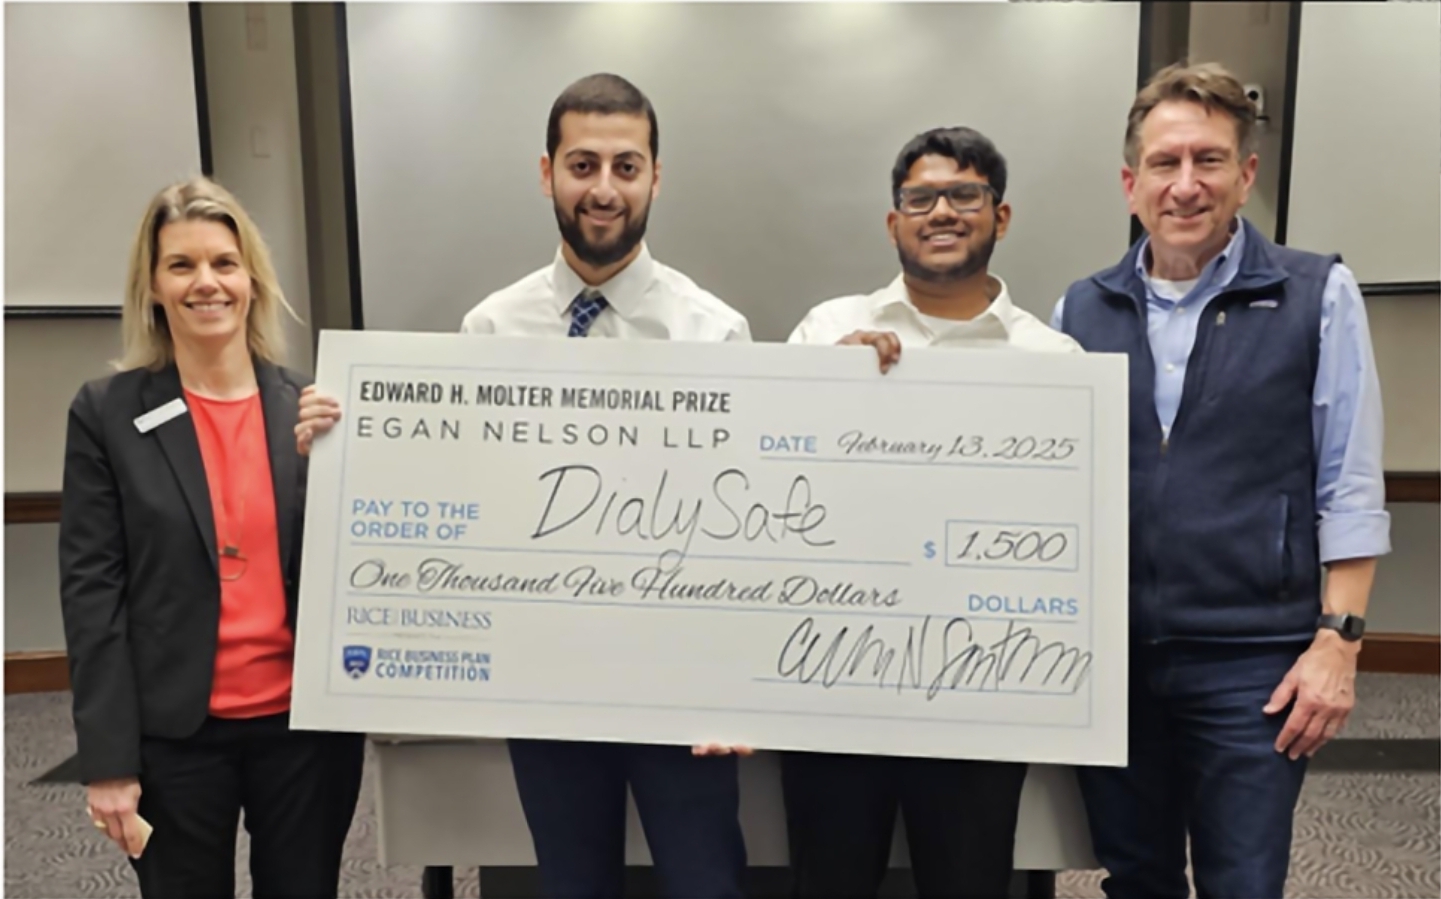 EDWARD H. MOLTER MEMORIAL PRIZE
EGAN NELSON LLP
DATE February 13, 2025
PAY TO THE
ORDER OF DialySafe
$ 1,500
One Thousand Five Hundred Dollars DOLLARS
RICE BUSINESS
RICE BUSINESS PLAN
COMPETITION